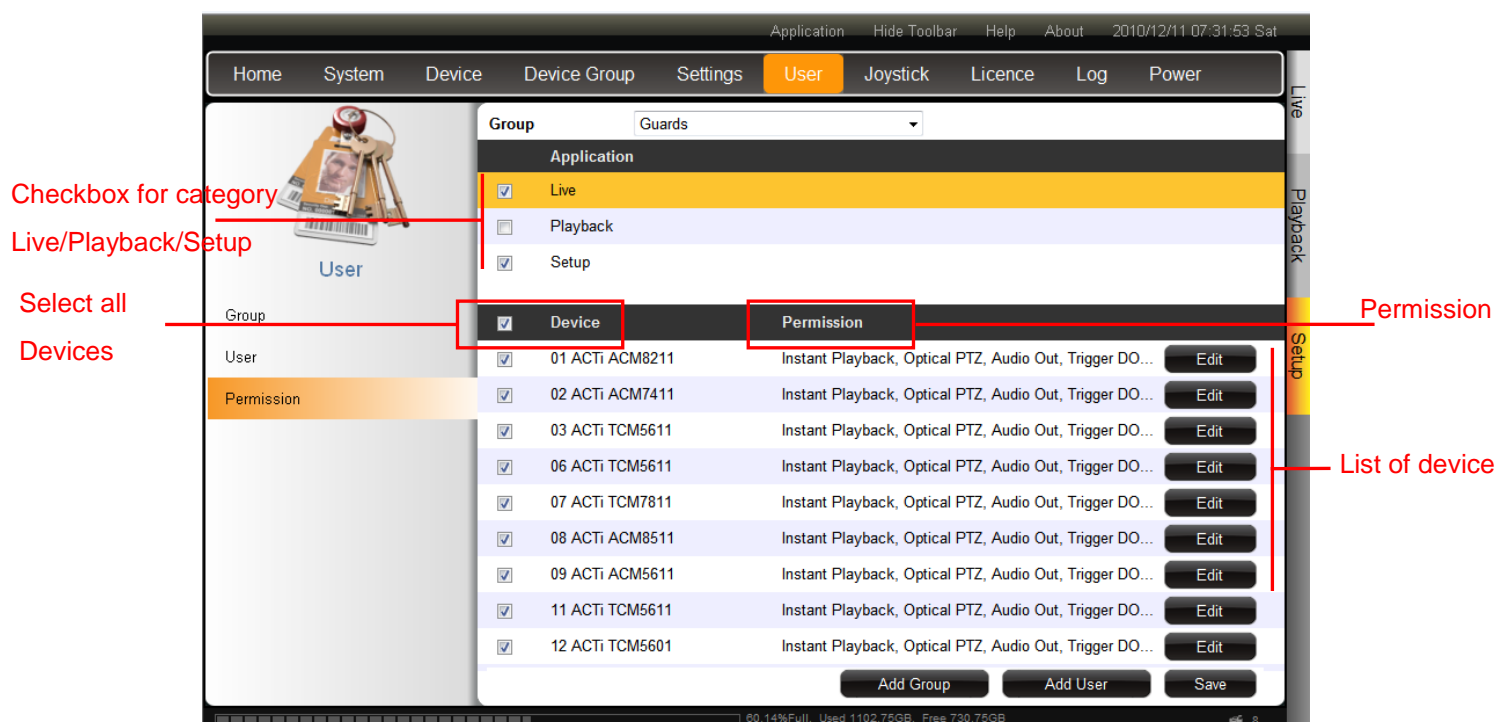 Application Hide Toolbar Help About 2010/12/11 07:31:53 Sat
Home System Device Device Group Settings User Joystick Licence Log Power
Live
Playback
Setup
Group Guards
Application
Live
Playback
Setup
Checkbox for category
Live/Playback/Setup
User
Select all
Devices
Group
User
Permission
Device Permission
Permission
01 ACTi ACM8211 Instant Playback, Optical PTZ, Audio Out, Trigger DO... Edit
02 ACTi ACM7411 Instant Playback, Optical PTZ, Audio Out, Trigger DO... Edit
03 ACTi TCM5611 Instant Playback, Optical PTZ, Audio Out, Trigger DO... Edit
06 ACTi TCM5611 Instant Playback, Optical PTZ, Audio Out, Trigger DO... Edit
07 ACTi TCM7811 Instant Playback, Optical PTZ, Audio Out, Trigger DO... Edit
08 ACTi ACM8511 Instant Playback, Optical PTZ, Audio Out, Trigger DO... Edit
09 ACTi ACM5611 Instant Playback, Optical PTZ, Audio Out, Trigger DO... Edit
11 ACTi TCM5611 Instant Playback, Optical PTZ, Audio Out, Trigger DO... Edit
12 ACTi TCM5601 Instant Playback, Optical PTZ, Audio Out, Trigger DO... Edit
List of device
Add Group Add User Save
60.14%Full, Used 1102.75GB, Free 730.75GB